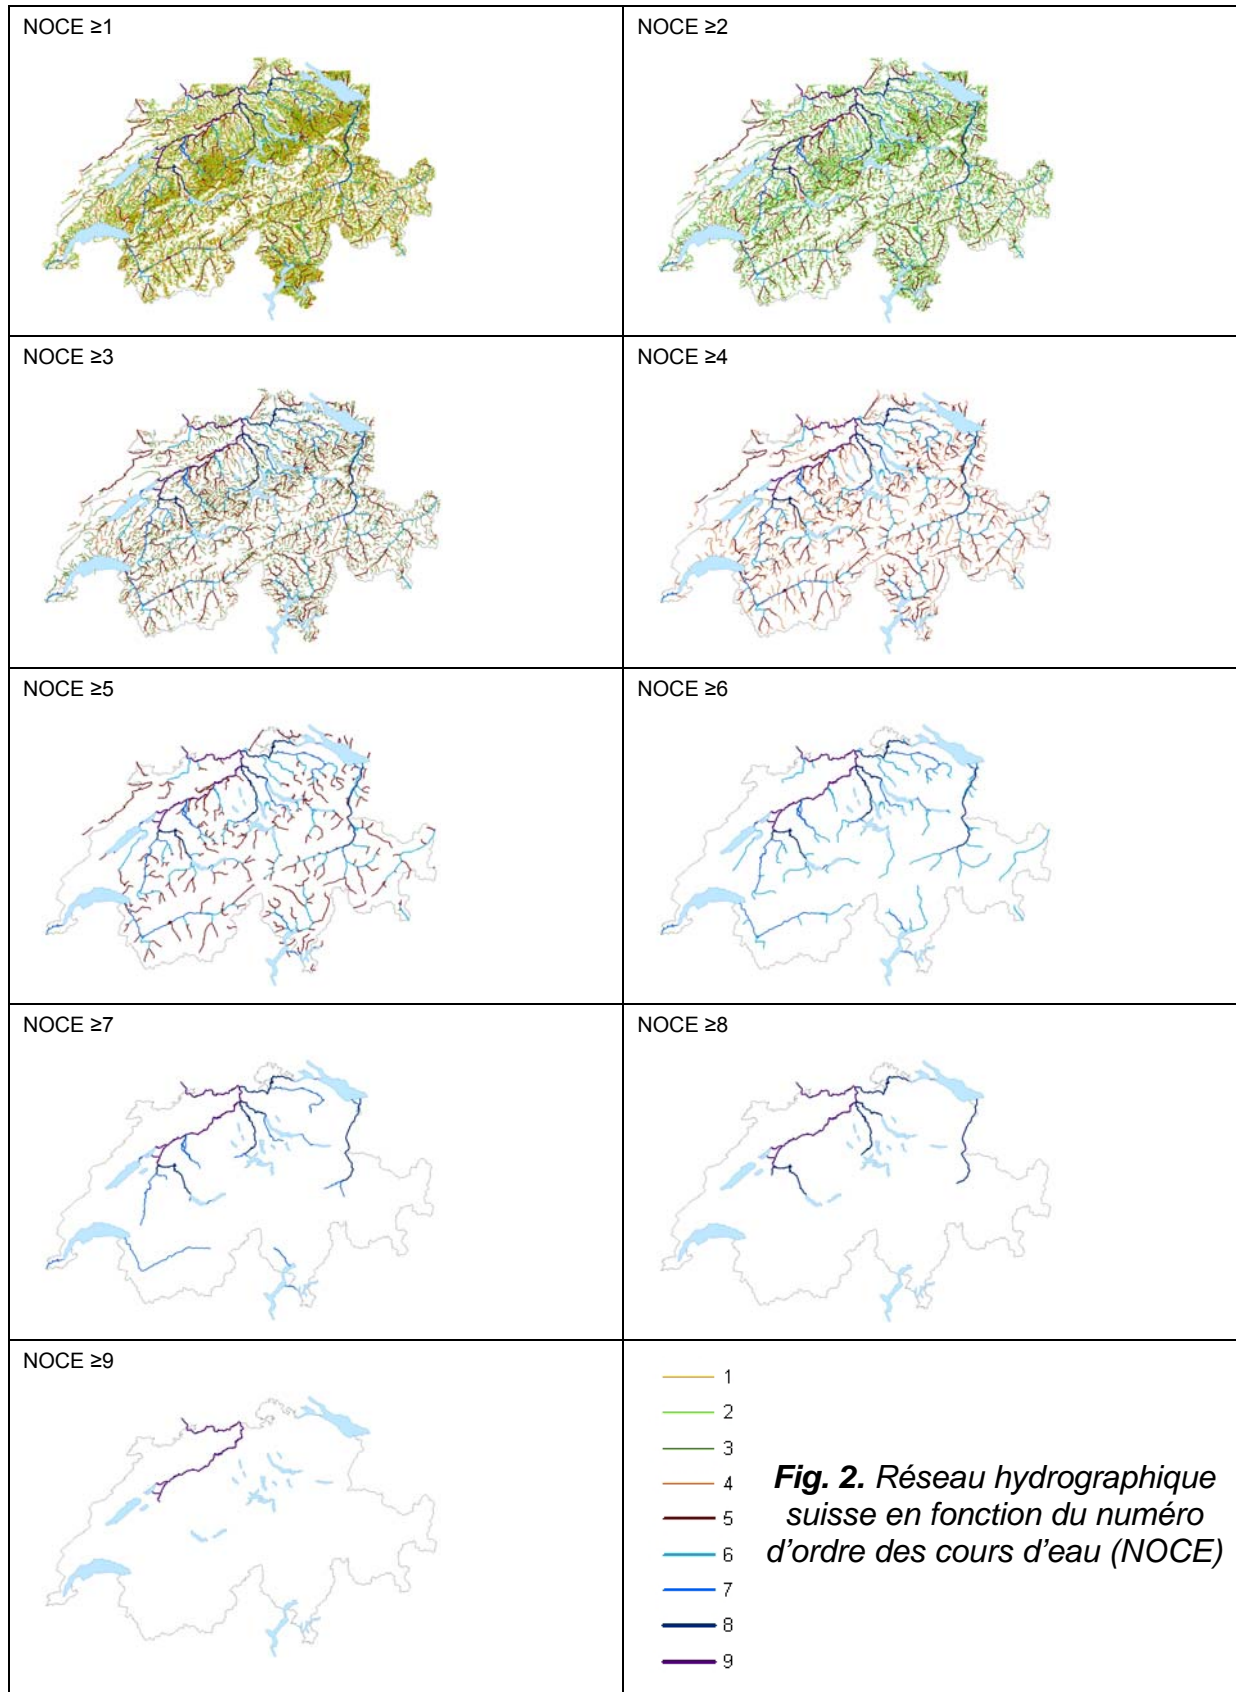 NOCE ≥1
NOCE ≥2
NOCE ≥3
NOCE ≥4
NOCE ≥5
NOCE ≥6
NOCE ≥7
NOCE ≥8
NOCE ≥9
1
2
3
4
5
6
7
8
9
Fig. 2. Réseau hydrographique
suisse en fonction du numéro
d'ordre des cours d'eau (NOCE)